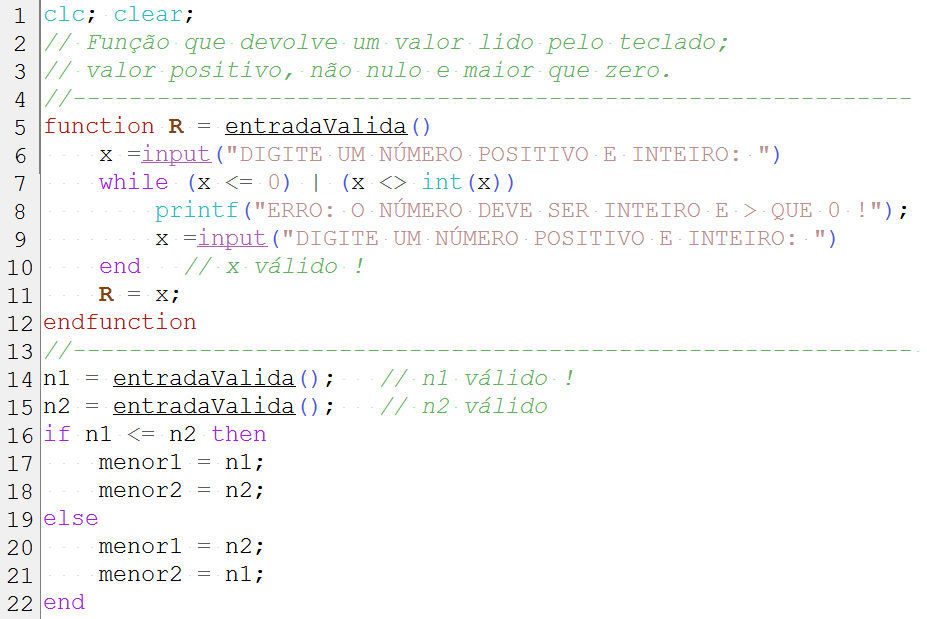 1 clc; clear;
2 // Função que devolve um valor lido pelo teclado;
3 // valor positivo, não nulo e maior que zero.
4 //------------------------------------------------------------
5 function R = entradaValida()
6     x =input("DIGITE UM NÚMERO POSITIVO E INTEIRO: ")
7     while (x <= 0) | (x <> int(x))
8         printf("ERRO: O NÚMERO DEVE SER INTEIRO E > QUE 0 !");
9         x =input("DIGITE UM NÚMERO POSITIVO E INTEIRO: ")
10     end   // x válido !
11     R = x;
12 endfunction
13 //------------------------------------------------------------
14 n1 = entradaValida();   // n1 válido !
15 n2 = entradaValida();   // n2 válido
16 if n1 <= n2 then
17     menor1 = n1;
18     menor2 = n2;
19 else
20     menor1 = n2;
21     menor2 = n1;
22 end